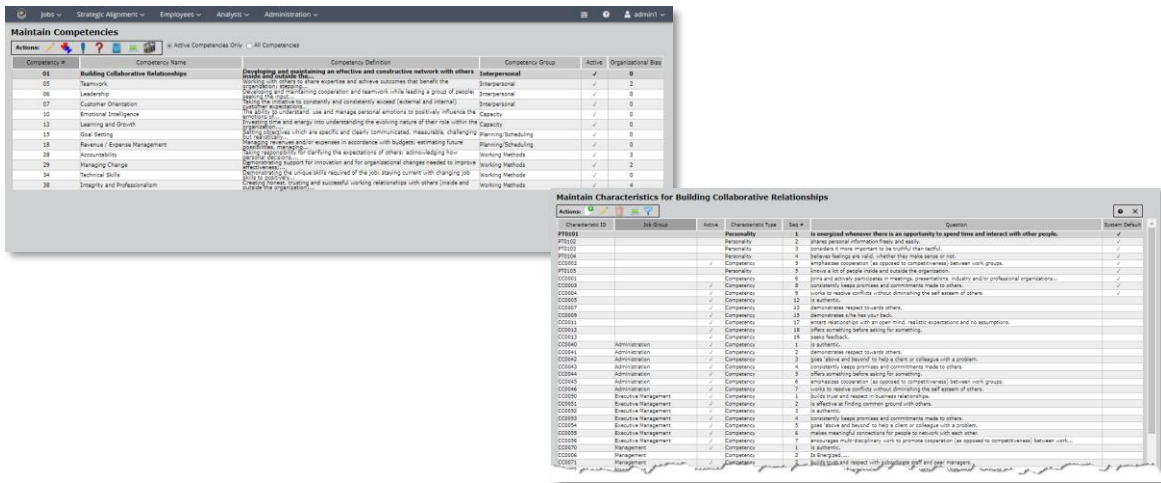 Jobs Strategic Alignment Employees Analysis Administration admin1
Maintain Competencies
Actions: Active Competencies Only All Competencies
Competency # Competency Name Competency Definition Competency Group Active Organizational Bias
01 Building Collaborative Relationships Developing and maintaining an effective and constructive network with others inside and outside the... Interpersonal ✓ 0
05 Teamwork Working with others to share expertise and achieve outcomes that benefit the organization; stepping... Interpersonal ✓ 2
06 Leadership Developing and maintaining cooperation and teamwork while leading a group of people; seeking the input... Interpersonal ✓ 0
07 Customer Orientation Taking the initiative to constantly and consistently exceed (external and internal) customer expectations... Interpersonal ✓ 0
10 Emotional Intelligence The ability to understand, use and manage personal emotions to positively influence the emotions of... Capacity ✓ 0
13 Learning and Growth Investing time and energy into understanding the evolving nature of their role within the organization... Capacity ✓ 0
15 Goal Setting Setting objectives which are specific and clearly communicated, measurable, challenging but realistically... Planning/Scheduling ✓ 0
18 Revenue / Expense Management Managing revenues and/or expenses in accordance with budgets; estimating future possibilities, managing... Planning/Scheduling ✓ 0
28 Accountability Taking responsibility for clarifying the expectations of others; acknowledging how personal decisions... Working Methods ✓ 3
29 Managing Change Demonstrating support for innovation and for organizational changes needed to improve effectiveness;... Working Methods ✓ 2
34 Technical Skills Demonstrating the unique skills required of the job; staying current with changing job skills to positively... Working Methods ✓ 0
38 Integrity and Professionalism Creating honest, trusting and successful working relationships with others (inside and outside the organization)... Working Methods ✓ 4
Maintain Characteristics for Building Collaborative Relationships
Actions:
Characteristic ID Job Group Active Characteristic Type Seq Question System Default
PT0101 Personality 1 is energized whenever there is an opportunity to spend time and interact with other people. ✓
PT0102 Personality 2 shares personal information freely and easily. ✓
PT0103 Personality 3 considers it more important to be truthful than tactful. ✓
PT0104 Personality 4 believes feelings are valid, whether they make sense or not. ✓
CC0002 ✓ Competency 5 emphasizes cooperation (as opposed to competitiveness) between work groups. ✓
PT0105 Personality 5 knows a lot of people inside and outside the organization. ✓
CC0001 Competency 6 joins and actively participates in meetings, presentations, industry and/or professional organizations... ✓
CC0003 ✓ Competency 8 consistently keeps promises and commitments made to others. ✓
CC0004 ✓ Competency 9 works to resolve conflicts without diminishing the self esteem of others. ✓
CC0005 ✓ Competency 12 is authentic.
CC0007 ✓ Competency 13 demonstrates respect towards others.
CC0009 ✓ Competency 15 demonstrates s/he has your back.
CC0011 ✓ Competency 17 enters relationships with an open mind, realistic expectations and no assumptions.
CC0012 ✓ Competency 18 offers something before asking for something.
CC0013 ✓ Competency 19 seeks feedback.
CC0040 Administration ✓ Competency 1 is authentic.
CC0041 Administration ✓ Competency 2 demonstrates respect towards others.
CC0042 Administration ✓ Competency 3 goes 'above and beyond' to help a client or colleague with a problem.
CC0043 Administration ✓ Competency 4 consistently keeps promises and commitments made to others.
CC0044 Administration ✓ Competency 5 offers something before asking for something.
CC0045 Administration ✓ Competency 6 emphasizes cooperation (as opposed to competitiveness) between work groups.
CC0046 Administration ✓ Competency 7 works to resolve conflicts without diminishing the self esteem of others.
CC0050 Executive Management ✓ Competency 1 builds trust and respect in business relationships.
CC0051 Executive Management ✓ Competency 2 is effective at finding common ground with others.
CC0052 Executive Management ✓ Competency 3 is authentic.
CC0053 Executive Management ✓ Competency 4 consistently keeps promises and commitments made to others.
CC0054 Executive Management ✓ Competency 5 goes 'above and beyond' to help a client or colleague with a problem.
CC0055 Executive Management ✓ Competency 6 makes meaningful connections for people to network with each other.
CC0056 Executive Management ✓ Competency 7 encourages multi-disciplinary work to promote cooperation (as opposed to competitiveness) between work...
CC0070 Management ✓ Competency 1 is authentic.
CC0006 Management Competency 2 Is Energized....
CC0071 Management ✓ Competency 2 builds trust and respect with subordinate staff and peer managers.